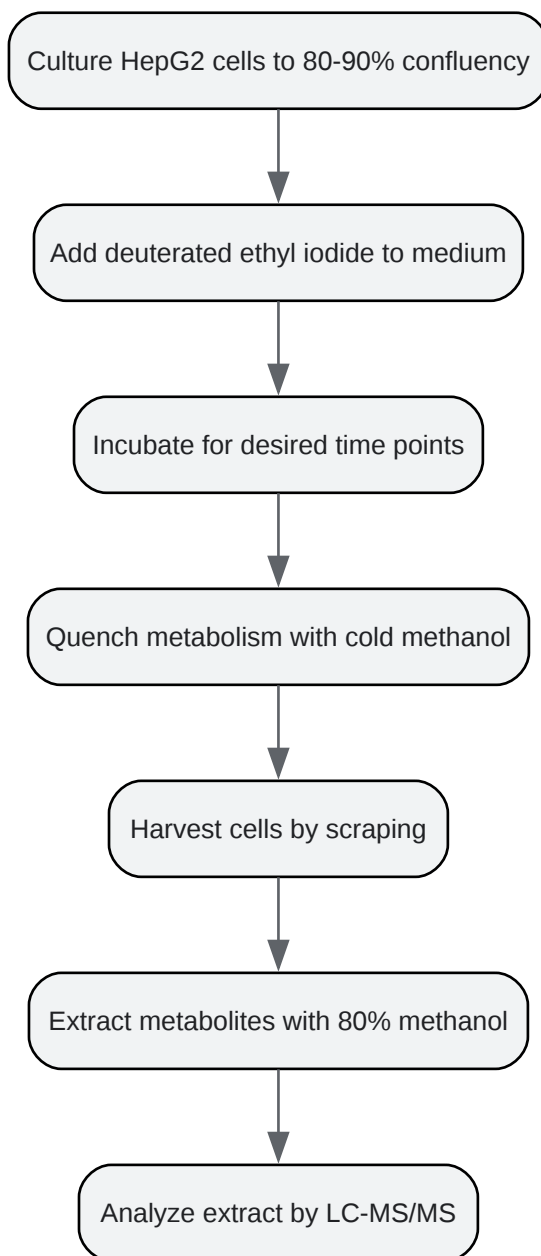 Culture HepG2 cells to 80-90% confluency
Add deuterated ethyl iodide to medium
Incubate for desired time points
Quench metabolism with cold methanol
Harvest cells by scraping
Extract metabolites with 80% methanol
Analyze extract by LC-MS/MS